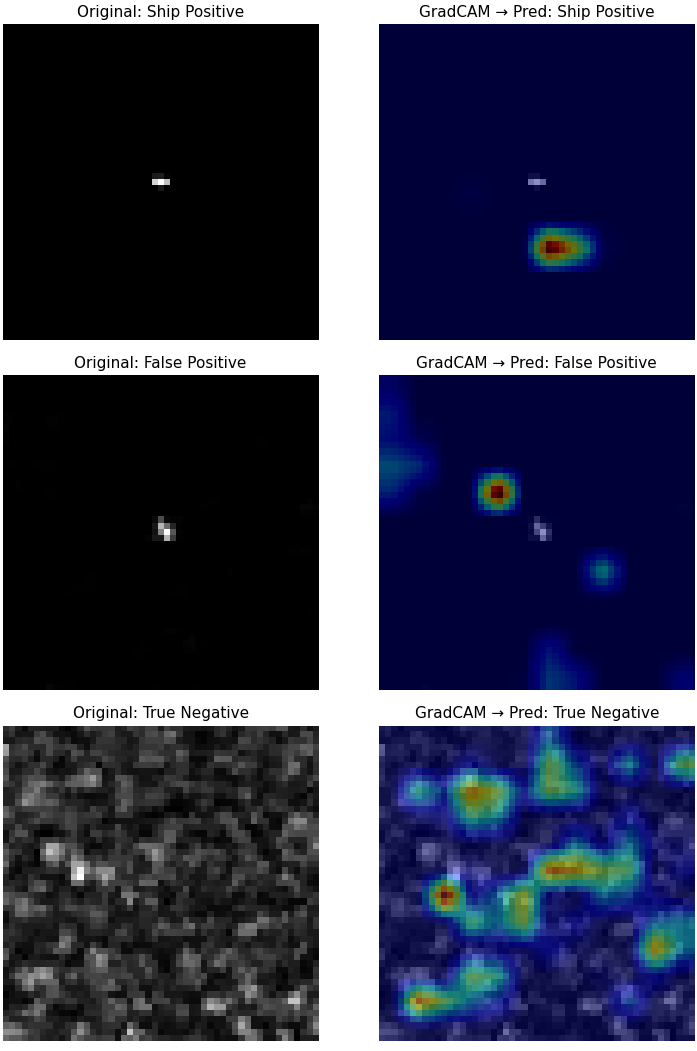 Original: Ship Positive
GradCAM → Pred: Ship Positive
Original: False Positive
GradCAM → Pred: False Positive
Original: True Negative
GradCAM → Pred: True Negative